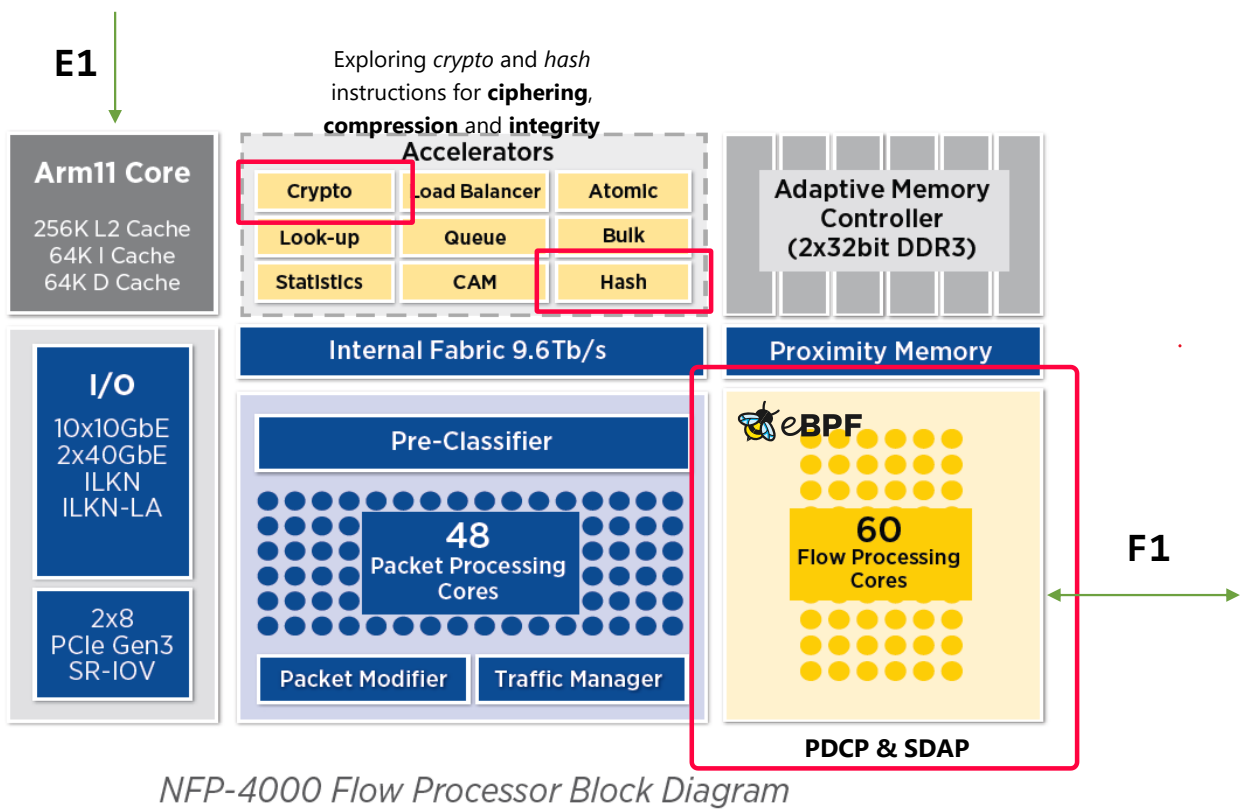 E1
Exploring crypto and hash
instructions for ciphering,
compression and integrity
Arm11 Core
256K L2 Cache
64K I Cache
64K D Cache
Accelerators
Crypto
Load Balancer
Atomic
Look-up
Queue
Bulk
Statistics
CAM
Hash
Adaptive Memory
Controller
(2x32bit DDR3)
Internal Fabric 9.6Tb/s
Proximity Memory
I/O
10x10GbE
2x40GbE
ILKN
ILKN-LA
2x8
PCIe Gen3
SR-IOV
Pre-Classifier
48
Packet Processing
Cores
Packet Modifier
Traffic Manager
eBPF
60
Flow Processing
Cores
F1
PDCP & SDAP
NFP-4000 Flow Processor Block Diagram